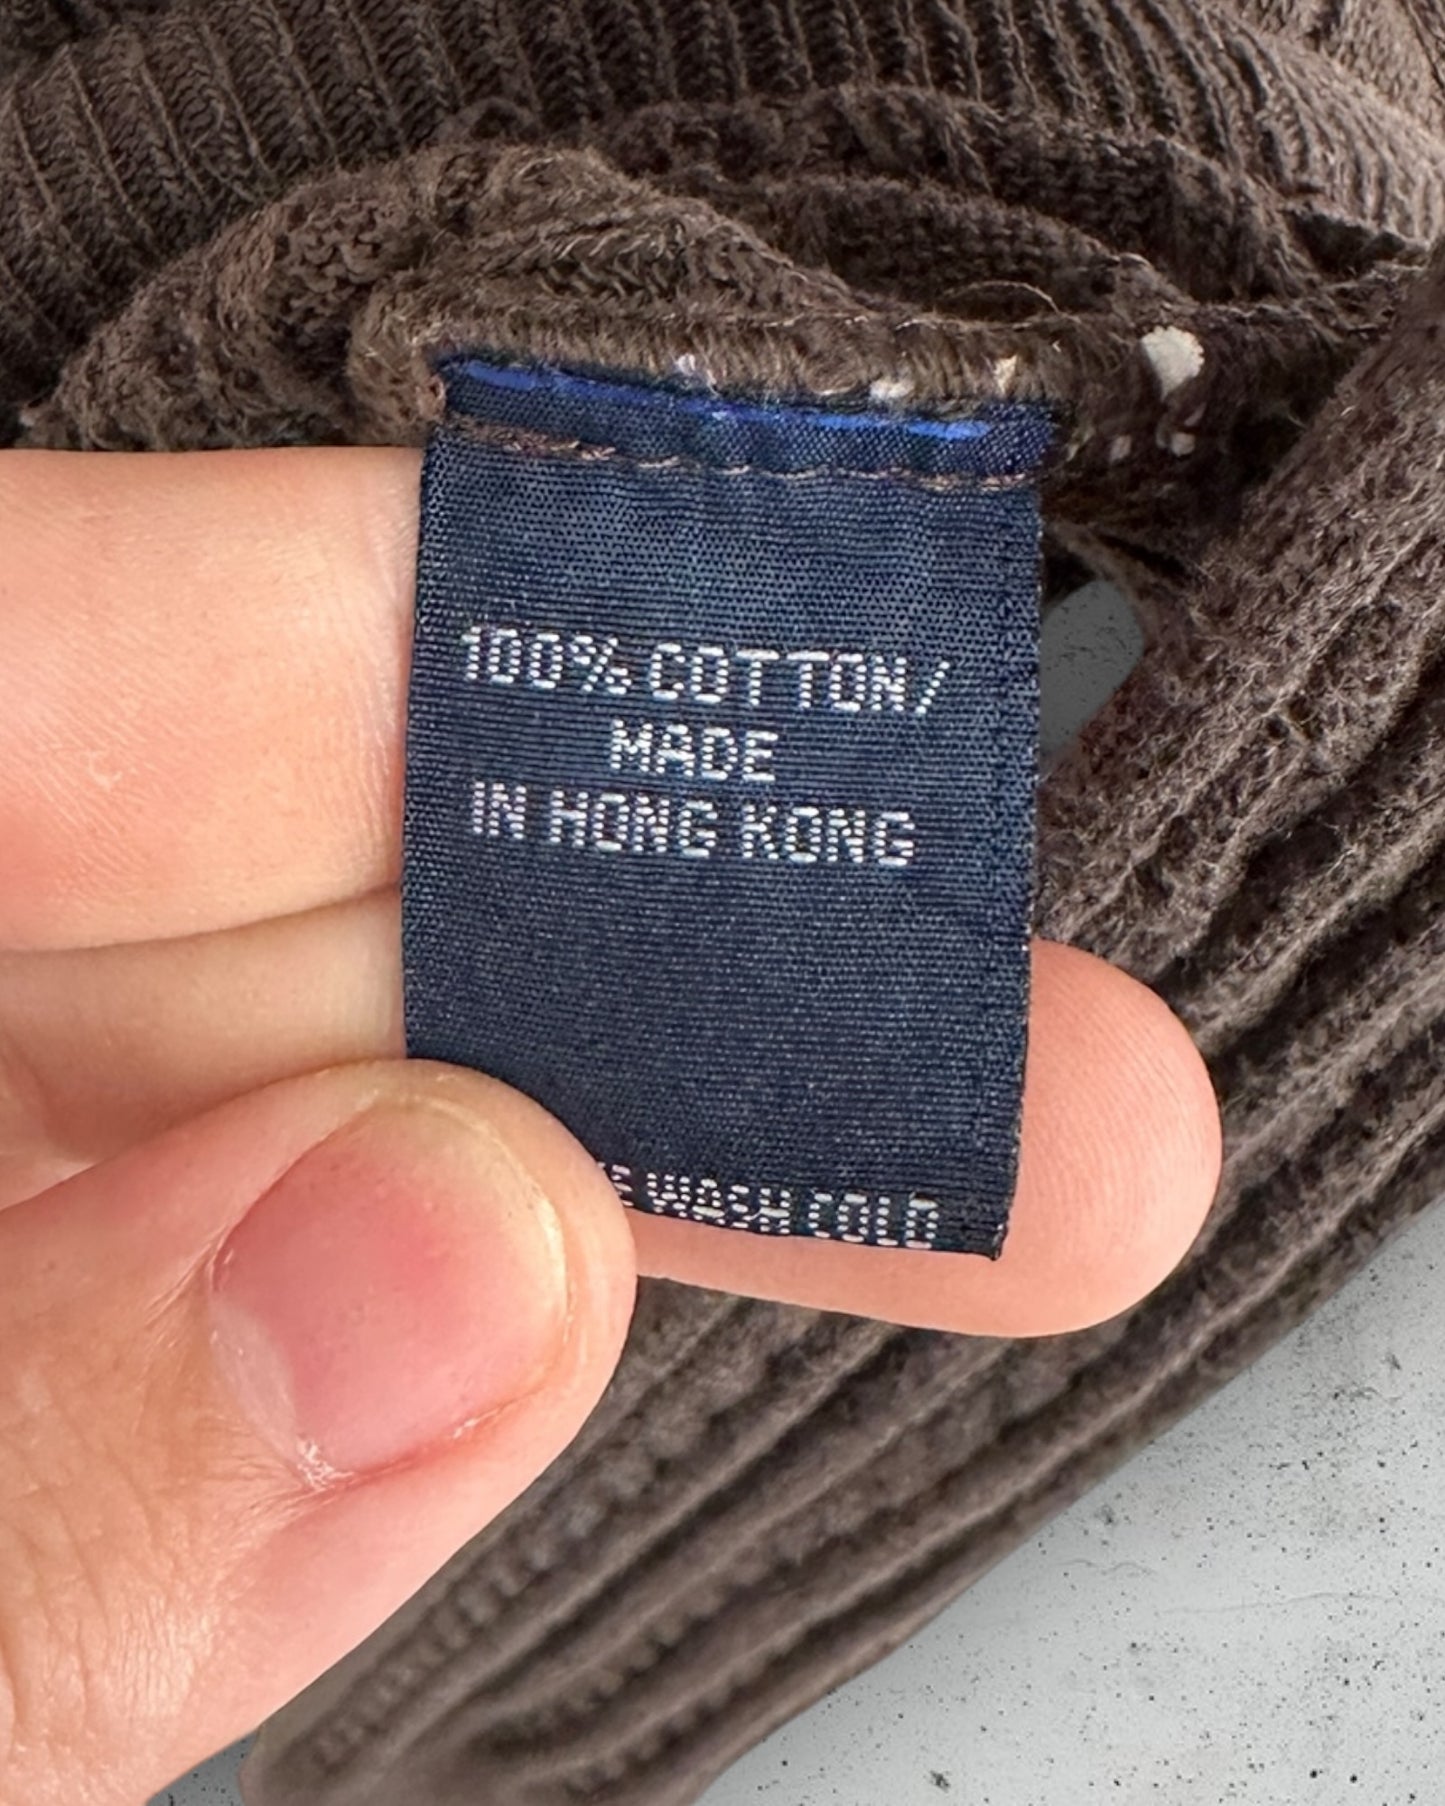 100% COTTON/
MADE
IN HONG KONG
WASH COLD